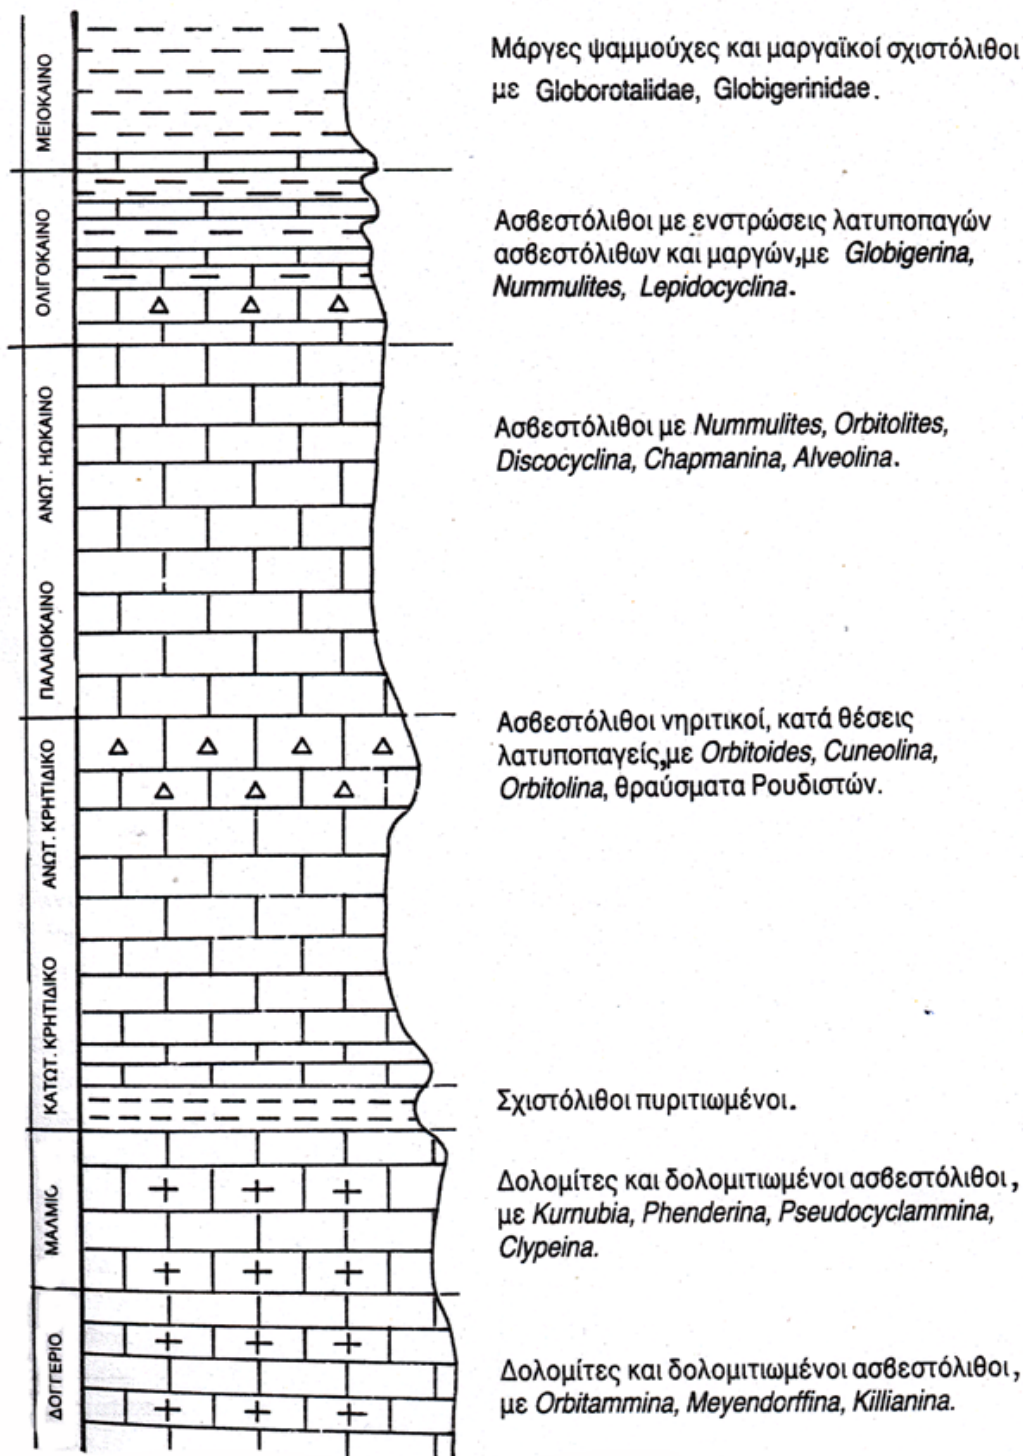 ΜΕΙΟΚΑΙΝΟ
Μάργες ψαμμούχες και μαργαϊκοί σχιστόλιθοι
με Globorotalidae, Globigerinidae.
ΟΛΙΓΟΚΑΙΝΟ
Ασβεστόλιθοι με ενστρώσεις λατυποπαγών
ασβεστόλιθων και μαργών,με Globigerina,
Nummulites, Lepidocyclina.
ΑΝΩΤ. ΗΩΚΑΙΝΟ
Ασβεστόλιθοι με Nummulites, Orbitolites,
Discocyclina, Chapmanina, Alveolina.
ΠΑΛΑΙΟΚΑΙΝΟ
ΑΝΩΤ. ΚΡΗΤΙΔΙΚΟ
Ασβεστόλιθοι νηριτικοί, κατά θέσεις
λατυποπαγείς,με Orbitoides, Cuneolina,
Orbitolina, θραύσματα Ρουδιστών.
ΚΑΤΩΤ. ΚΡΗΤΙΔΙΚΟ
Σχιστόλιθοι πυριτιωμένοι.
ΜΑΛΜΙΟ
Δολομίτες και δολομιτιωμένοι ασβεστόλιθοι,
με Kurnubia, Phenderina, Pseudocyclammina,
Clypeina.
ΔΟΓΓΕΡΙΟ
Δολομίτες και δολομιτιωμένοι ασβεστόλιθοι,
με Orbitammina, Meyendorffina, Killianina.